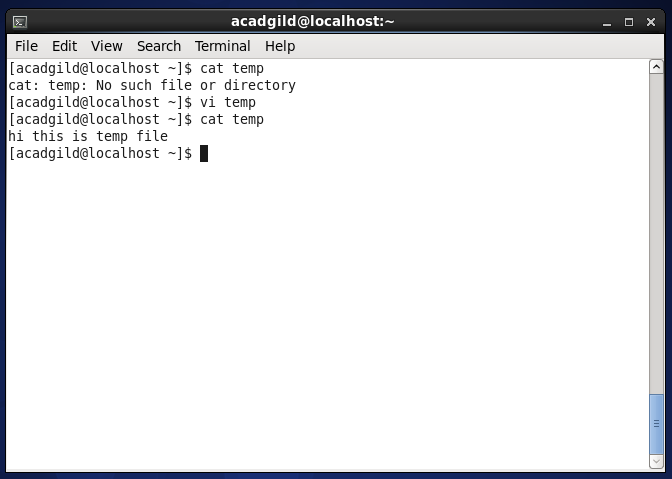 acadgild@localhost:~
File Edit View Search Terminal Help
[acadgild@localhost ~]$ cat temp
cat: temp: No such file or directory
[acadgild@localhost ~]$ vi temp
[acadgild@localhost ~]$ cat temp
hi this is temp file
[acadgild@localhost ~]$